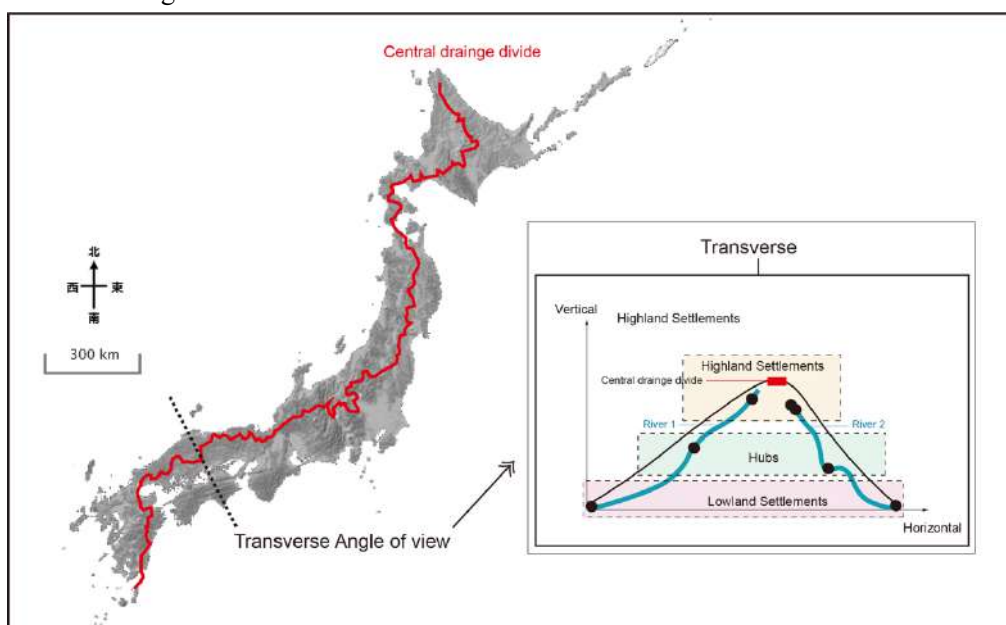 Central drainge divide
北
西 東
南
300 km
Transverse Angle of view
Transverse
Vertical
Highland Settlements
Highland Settlements
Central drainge divide
River 1
River 2
Hubs
Lowland Settlements
Horizontal